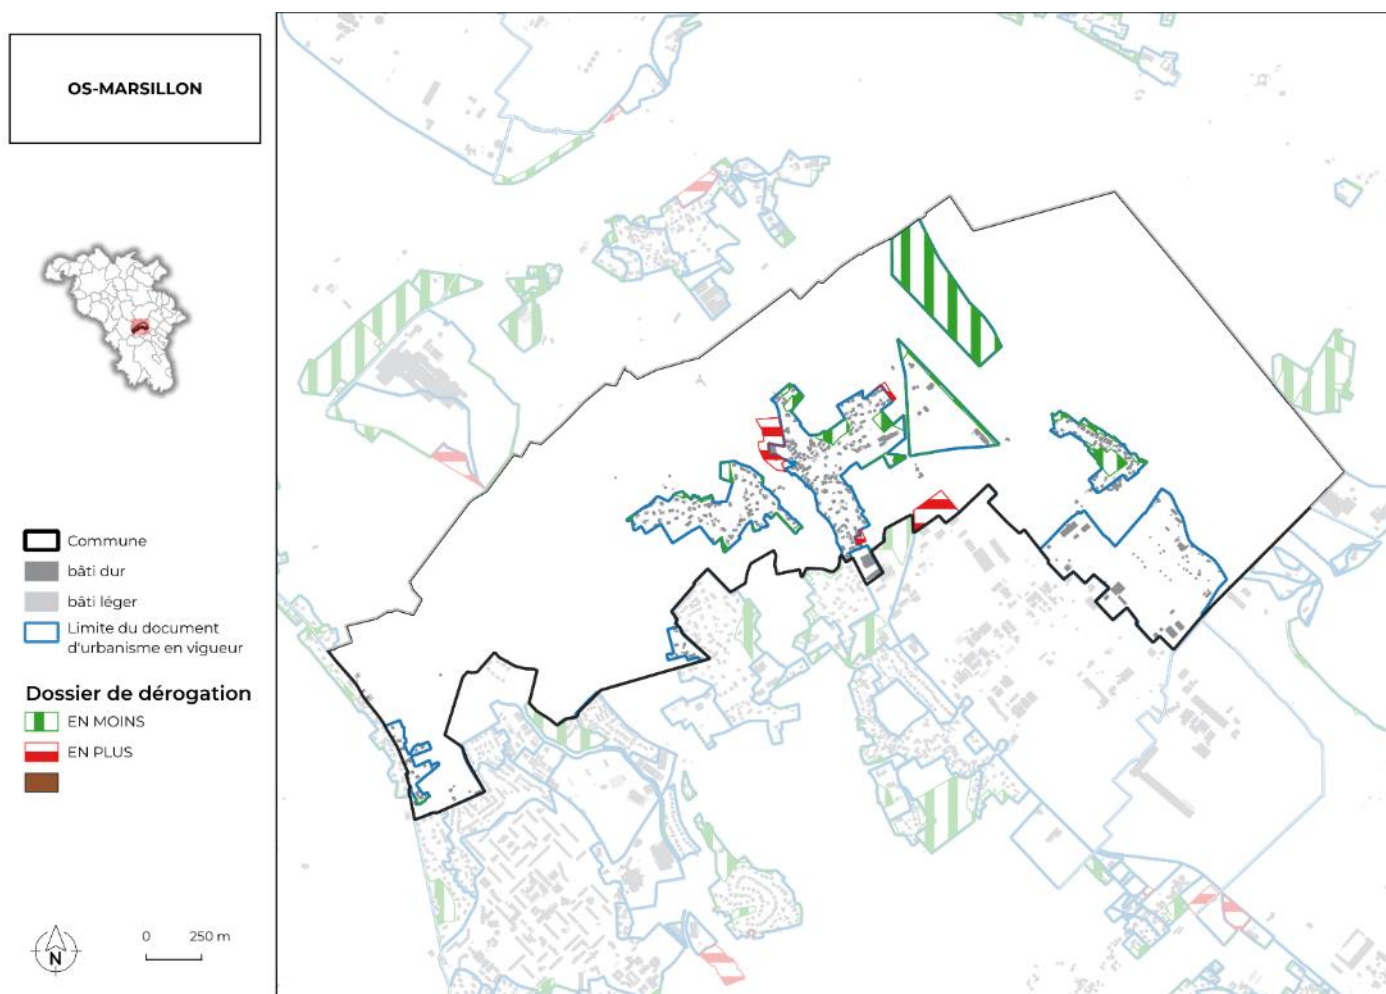 OS-MARSILLON
Commune
bâti dur
bâti léger
Limite du document
d'urbanisme en vigueur
Dossier de dérogation
EN MOINS
EN PLUS
N
0 250 m